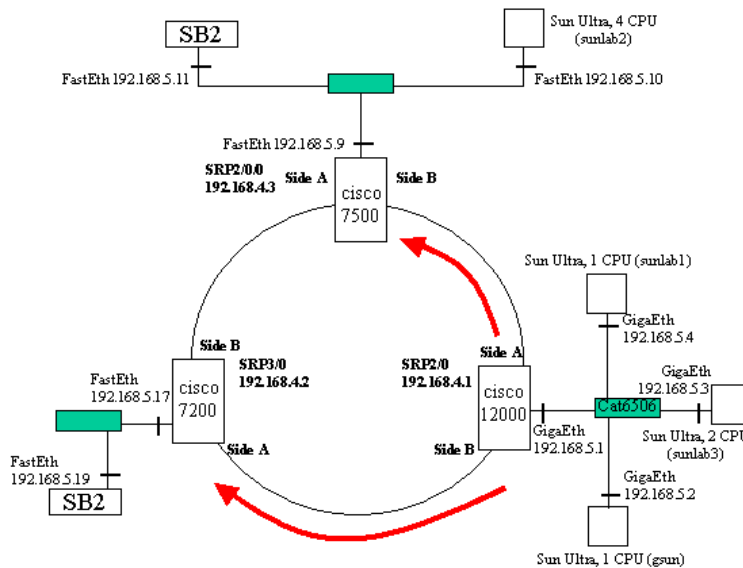 SB2
Sun Ultra, 4 CPU
(sunlab2)
FastEth 192.168.5.11
FastEth 192.168.5.10
FastEth 192.168.5.9
SRP2/0/0
192.168.4.3
Side A
Side B
cisco
7500
Sun Ultra, 1 CPU (sunlab1)
GigaEth
192.168.5.4
Side B
SRP3/0
192.168.4.2
SRP2/0
192.168.4.1
Side A
GigaEth
192.168.5.3
FastEth
192.168.5.17
cisco
7200
cisco
12000
Cat6506
GigaEth
192.168.5.1
Sun Ultra, 2 CPU
(sunlab3)
Side A
Side B
FastEth
192.168.5.19
SB2
GigaEth
192.168.5.2
Sun Ultra, 1 CPU (gsun)